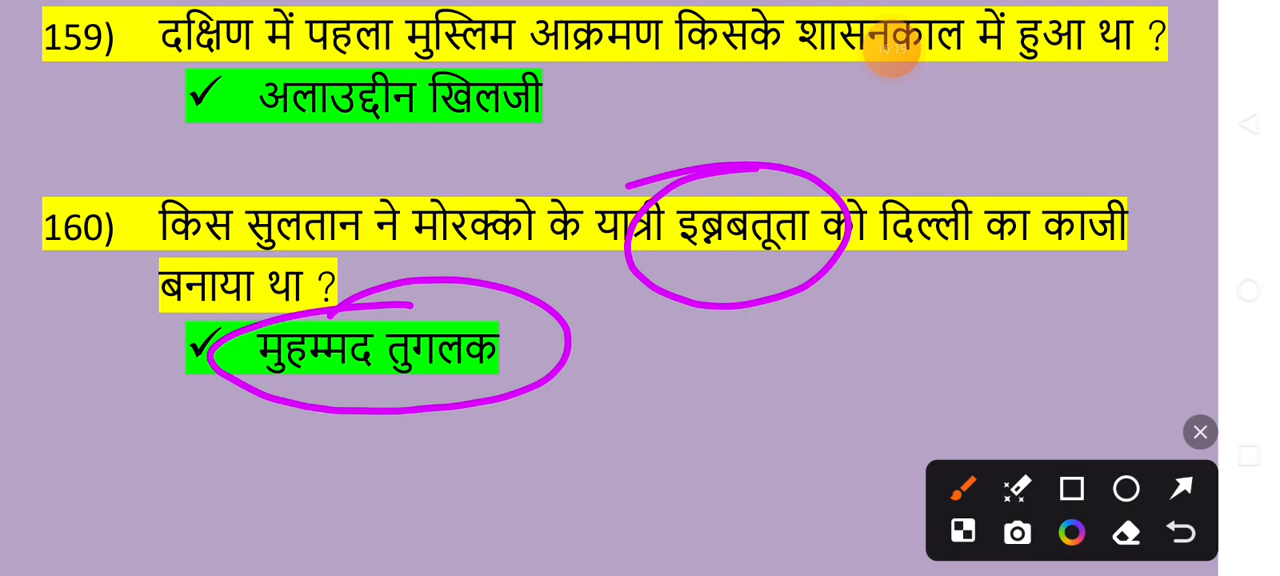 159) दक्षिण में पहला मुस्लिम आक्रमण किसके शासनकाल में हुआ था ?
✓ अलाउद्दीन खिलजी
160) किस सुलतान ने मोरक्को के यात्री इब्नबतूता को दिल्ली का काजी
बनाया था ?
✓ मुहम्मद तुगलक